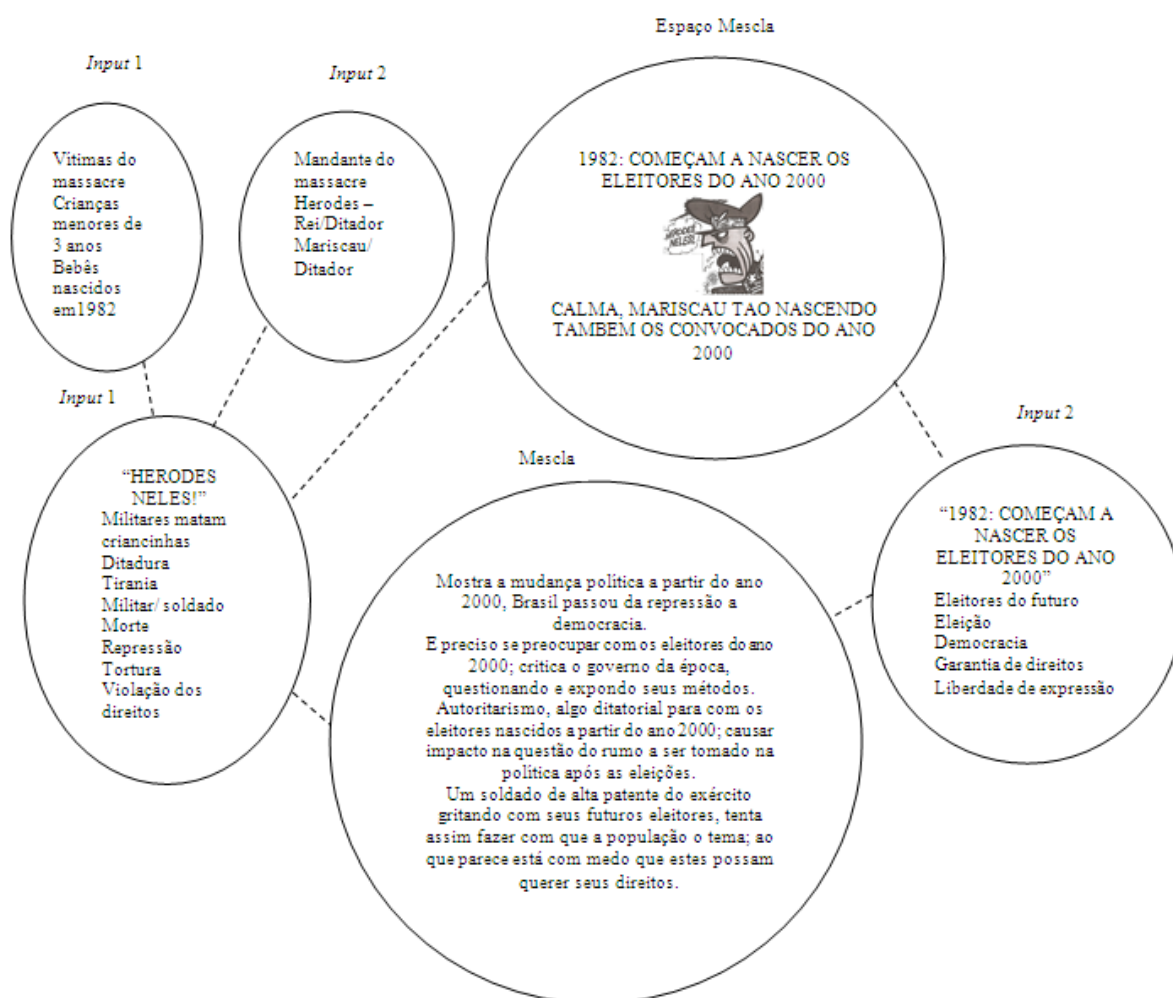 Espaço Mescla
Input 1
Input 2
Vitimas do
massacre
Crianças
menores de
3 anos
Bebês
nascidos
em1982
Mandante do
massacre
Herodes –
Rei/Ditador
Mariscau/
Ditador
1982: COMEÇAM A NASCER OS
ELEITORES DO ANO 2000
HERODES
NELES!
CALMA, MARISCAU TAO NASCENDO
TAMBEM OS CONVOCADOS DO ANO
2000
Input 1
“HERODES
NELES!”
Militares matam
criancinhas
Ditadura
Tirania
Militar/ soldado
Morte
Repressão
Tortura
Violação dos
direitos
Input 2
“1982: COMEÇAM A
NASCER OS
ELEITORES DO ANO
2000”
Eleitores do futuro
Eleição
Democracia
Garantia de direitos
Liberdade de expressão
Mescla
Mostra a mudança politica a partir do ano
2000, Brasil passou da repressão a
democracia.
E preciso se preocupar com os eleitores do ano
2000; critica o governo da época,
questionando e expondo seus métodos.
Autoritarismo, algo ditatorial para com os
eleitores nascidos a partir do ano 2000; causar
impacto na questão do rumo a ser tomado na
política após as eleições.
Um soldado de alta patente do exército
gritando com seus futuros eleitores, tenta
assim fazer com que a população o tema; ao
que parece está com medo que estes possam
querer seus direitos.